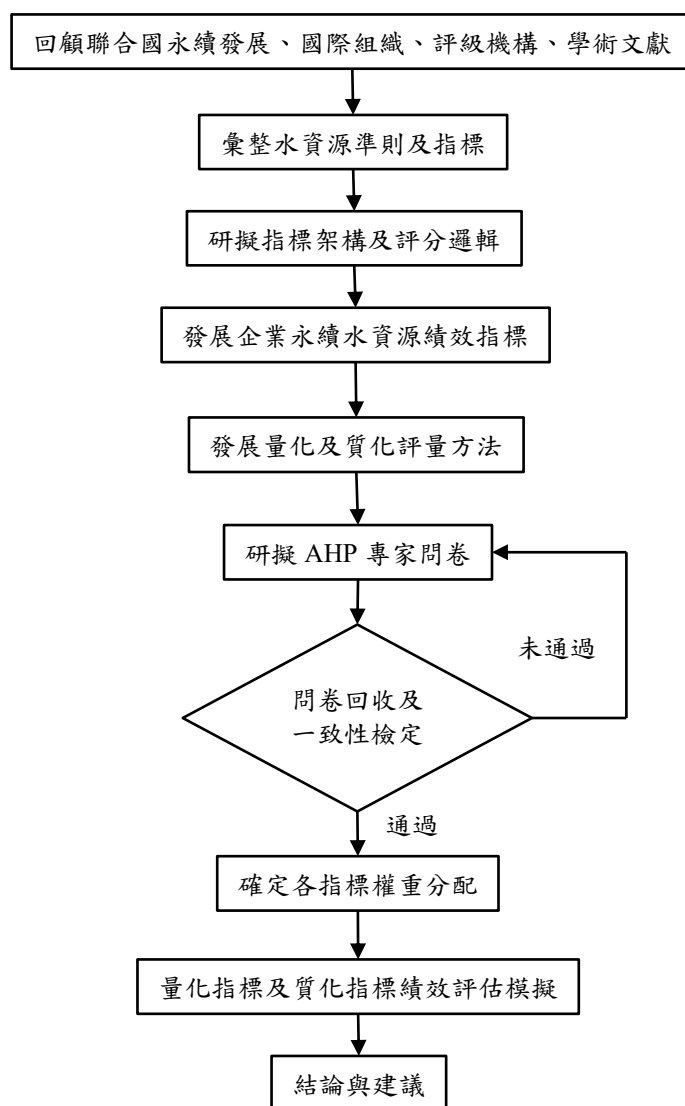 回顧聯合國永續發展、國際組織、評級機構、學術文獻
彙整水資源準則及指標
研擬指標架構及評分邏輯
發展企業永續水資源績效指標
發展量化及質化評量方法
研擬 AHP 專家問卷
未通過
問卷回收及
一致性檢定
通過
確定各指標權重分配
量化指標及質化指標績效評估模擬
結論與建議